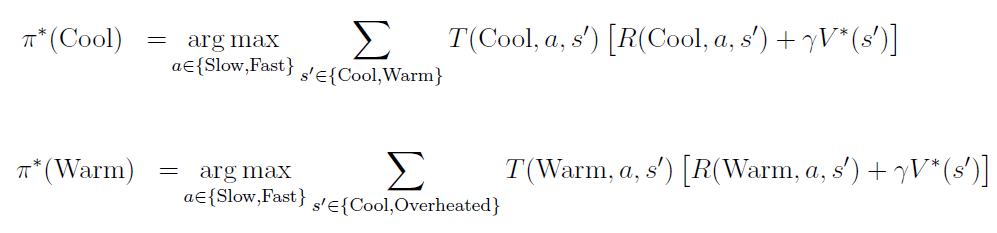 π*(Cool) = arg max a∈{Slow,Fast} ∑ s′∈{Cool,Warm} T(Cool, a, s′) [R(Cool, a, s′) + γV*(s′)]
π*(Warm) = arg max a∈{Slow,Fast} ∑ s′∈{Cool,Overheated} T(Warm, a, s′) [R(Warm, a, s′) + γV*(s′)]